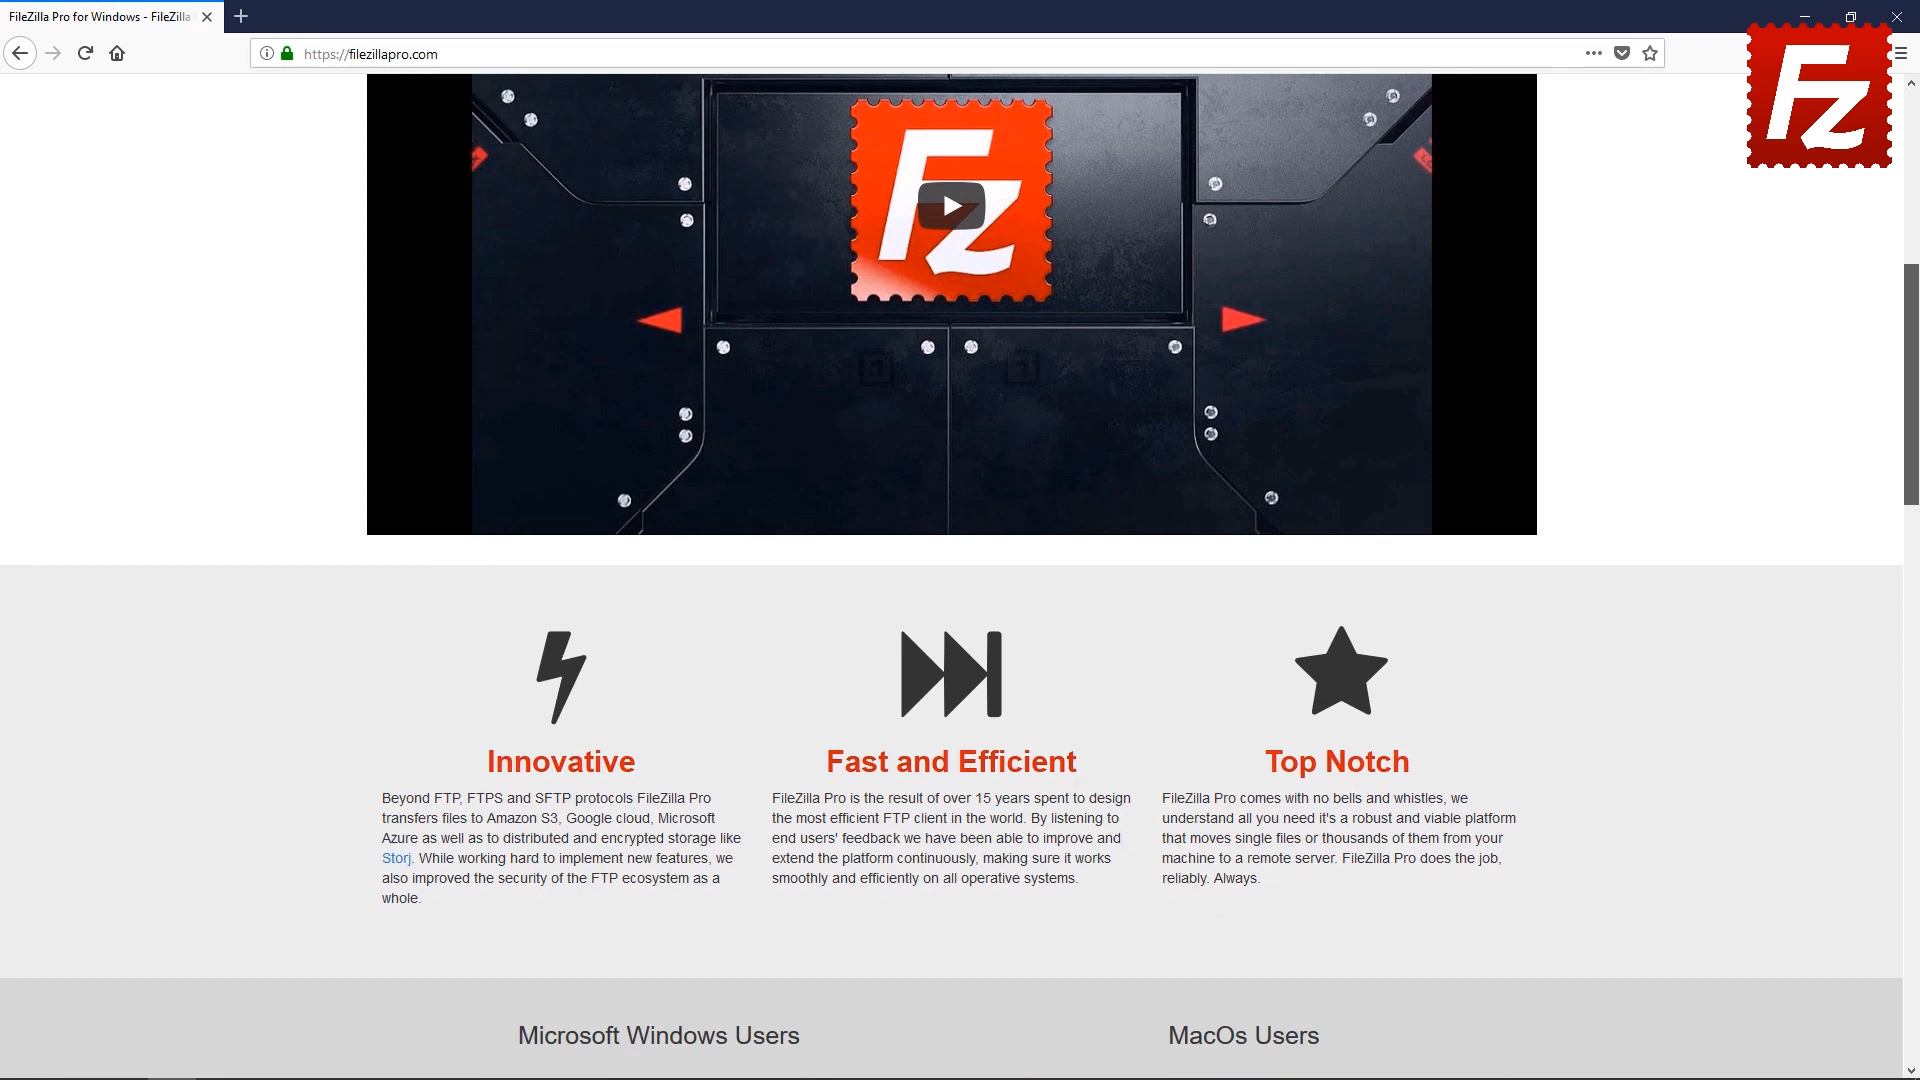 FileZilla Pro for Windows - FileZilla
https://filezillapro.com
Fz
Fz
Innovative
Beyond FTP, FTPS and SFTP protocols FileZilla Pro
transfers files to Amazon S3, Google cloud, Microsoft
Azure as well as to distributed and encrypted storage like
Storj. While working hard to implement new features, we
also improved the security of the FTP ecosystem as a
whole.
Fast and Efficient
FileZilla Pro is the result of over 15 years spent to design
the most efficient FTP client in the world. By listening to
end users' feedback we have been able to improve and
extend the platform continuously, making sure it works
smoothly and efficiently on all operative systems.
Top Notch
FileZilla Pro comes with no bells and whistles, we
understand all you need it's a robust and viable platform
that moves single files or thousands of them from your
machine to a remote server. FileZilla Pro does the job,
reliably. Always.
Microsoft Windows Users
MacOs Users